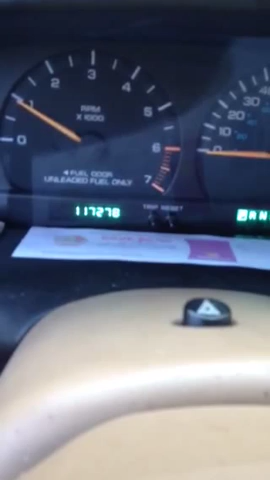 3
2
4
1
5
0
6
7
RPM
X 1000
◄ FUEL DOOR
UNLEADED FUEL ONLY
117278
TRIP RESET
40
30
20
10
0
P